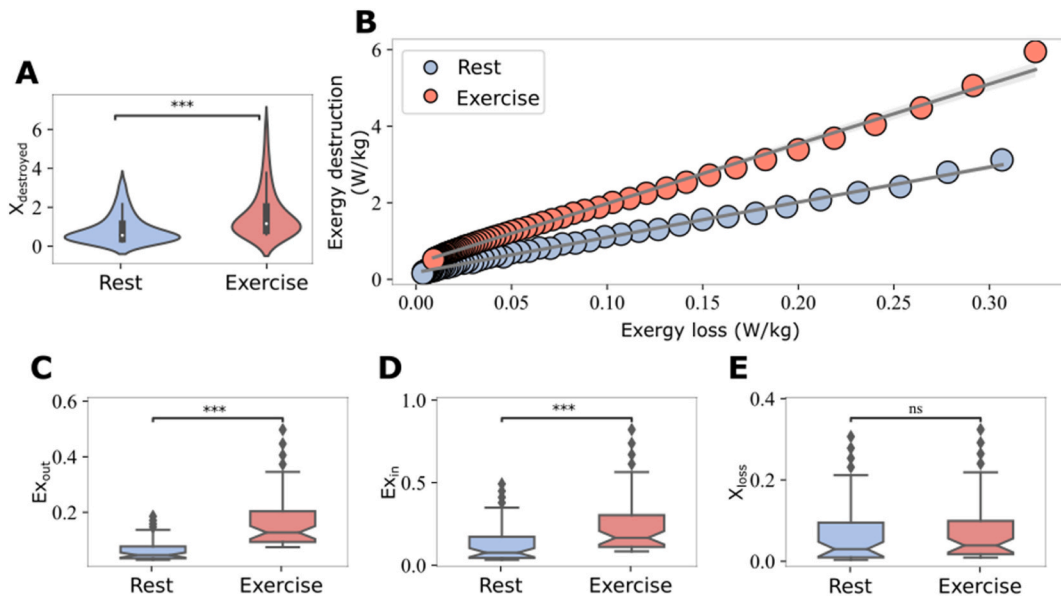 A
***
X_destroyed
6
4
2
0
Rest
Exercise
B
Rest
Exercise
Exergy destruction
(W/kg)
6
4
2
0
0.00 0.05 0.10 0.15 0.20 0.25 0.30
Exergy loss (W/kg)
C
***
Ex_out
0.6
0.4
0.2
Rest
Exercise
D
***
Ex_in
1.0
0.5
0.0
Rest
Exercise
E
ns
X_loss
0.4
0.2
0.0
Rest
Exercise